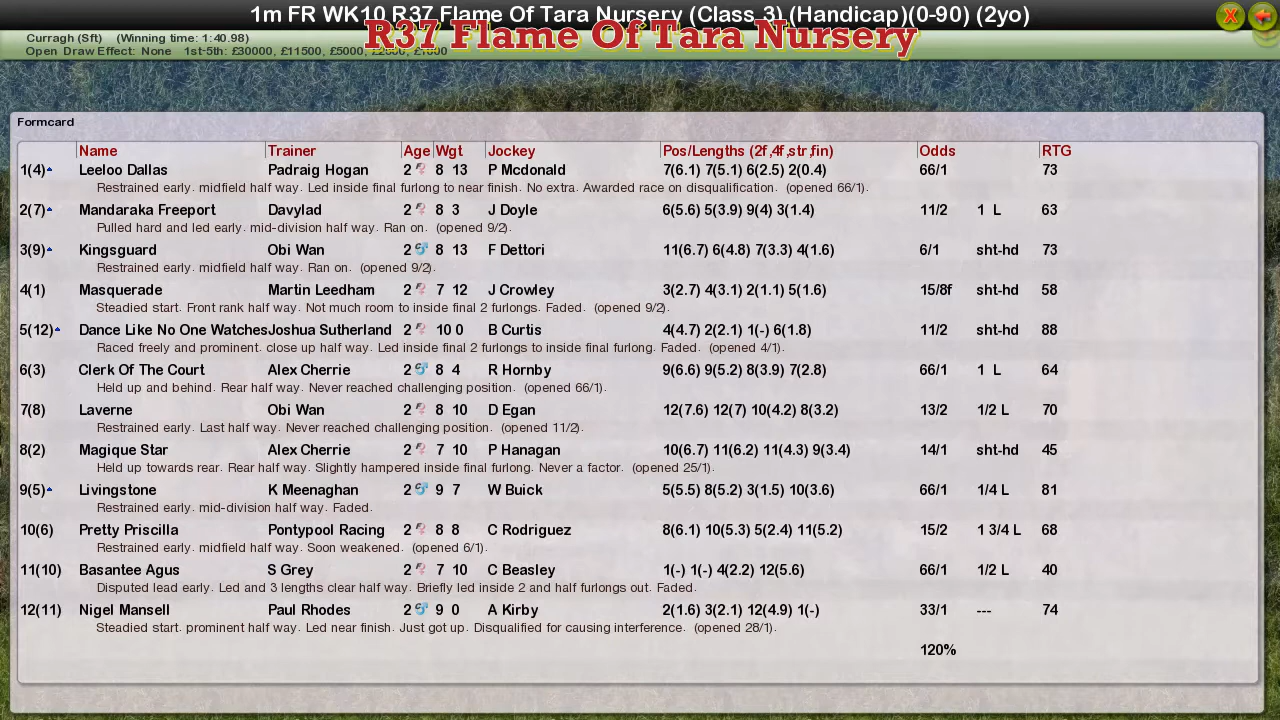 1m FR WK10 R37 Flame Of Tara Nursery (Class 3) (Handicap)(0-90) (2yo)
R37 Flame Of Tara Nursery
Curragh (Sft) (Winning time: 1:40.98)
Open Draw Effect: None 1st-5th: £30000, £11500, £5000,
Formcard
Name Trainer Age Wgt Jockey Pos/Lengths (2f,4f,str,fin) Odds RTG
1(4) Leeloo Dallas Padraig Hogan 2 8 13 P Mcdonald 7(6.1) 7(5.1) 6(2.5) 2(0.4) 66/1 73
Restrained early. midfield half way. Led inside final furlong to near finish. No extra. Awarded race on disqualification. (opened 66/1).
2(7) Mandaraka Freeport Davylad 2 8 3 J Doyle 6(5.6) 5(3.9) 9(4) 3(1.4) 11/2 1 L 63
Pulled hard and led early. mid-division half way. Ran on. (opened 9/2).
3(9) Kingsguard Obi Wan 2 8 13 F Dettori 11(6.7) 6(4.8) 7(3.3) 4(1.6) 6/1 sht-hd 73
Restrained early. midfield half way. Ran on. (opened 9/2).
4(1) Masquerade Martin Leedham 2 7 12 J Crowley 3(2.7) 4(3.1) 2(1.1) 5(1.6) 15/8f sht-hd 58
Steadied start. Front rank half way. Not much room to inside final 2 furlongs. Faded. (opened 9/2).
5(12) Dance Like No One Watches Joshua Sutherland 2 10 0 B Curtis 4(4.7) 2(2.1) 1(-) 6(1.8) 11/2 sht-hd 88
Raced freely and prominent. close up half way. Led inside final 2 furlongs to inside final furlong. Faded. (opened 4/1).
6(3) Clerk Of The Court Alex Cherrie 2 8 4 R Hornby 9(6.6) 9(5.2) 8(3.9) 7(2.8) 66/1 1 L 64
Held up and behind. Rear half way. Never reached challenging position. (opened 66/1).
7(8) Laverne Obi Wan 2 8 10 D Egan 12(7.6) 12(7) 10(4.2) 8(3.2) 13/2 1/2 L 70
Restrained early. Last half way. Never reached challenging position. (opened 11/2).
8(2) Magique Star Alex Cherrie 2 7 10 P Hanagan 10(6.7) 11(6.2) 11(4.3) 9(3.4) 14/1 sht-hd 45
Held up towards rear. Rear half way. Slightly hampered inside final furlong. Never a factor. (opened 25/1).
9(5) Livingstone K Meenaghan 2 9 7 W Buick 5(5.5) 8(5.2) 3(1.5) 10(3.6) 66/1 1/4 L 81
Restrained early. mid-division half way. Faded.
10(6) Pretty Priscilla Pontypool Racing 2 8 8 C Rodriguez 8(6.1) 10(5.3) 5(2.4) 11(5.2) 15/2 1 3/4 L 68
Restrained early. midfield half way. Soon weakened. (opened 6/1).
11(10) Basantee Agus S Grey 2 7 10 C Beasley 1(-) 1(-) 4(2.2) 12(5.6) 66/1 1/2 L 40
Disputed lead early. Led and 3 lengths clear half way. Briefly led inside 2 and half furlongs out. Faded.
12(11) Nigel Mansell Paul Rhodes 2 9 0 A Kirby 2(1.6) 3(2.1) 12(4.9) 1(-) 33/1 --- 74
Steadied start. prominent half way. Led near finish. Just got up. Disqualified for causing interference. (opened 28/1).
120%